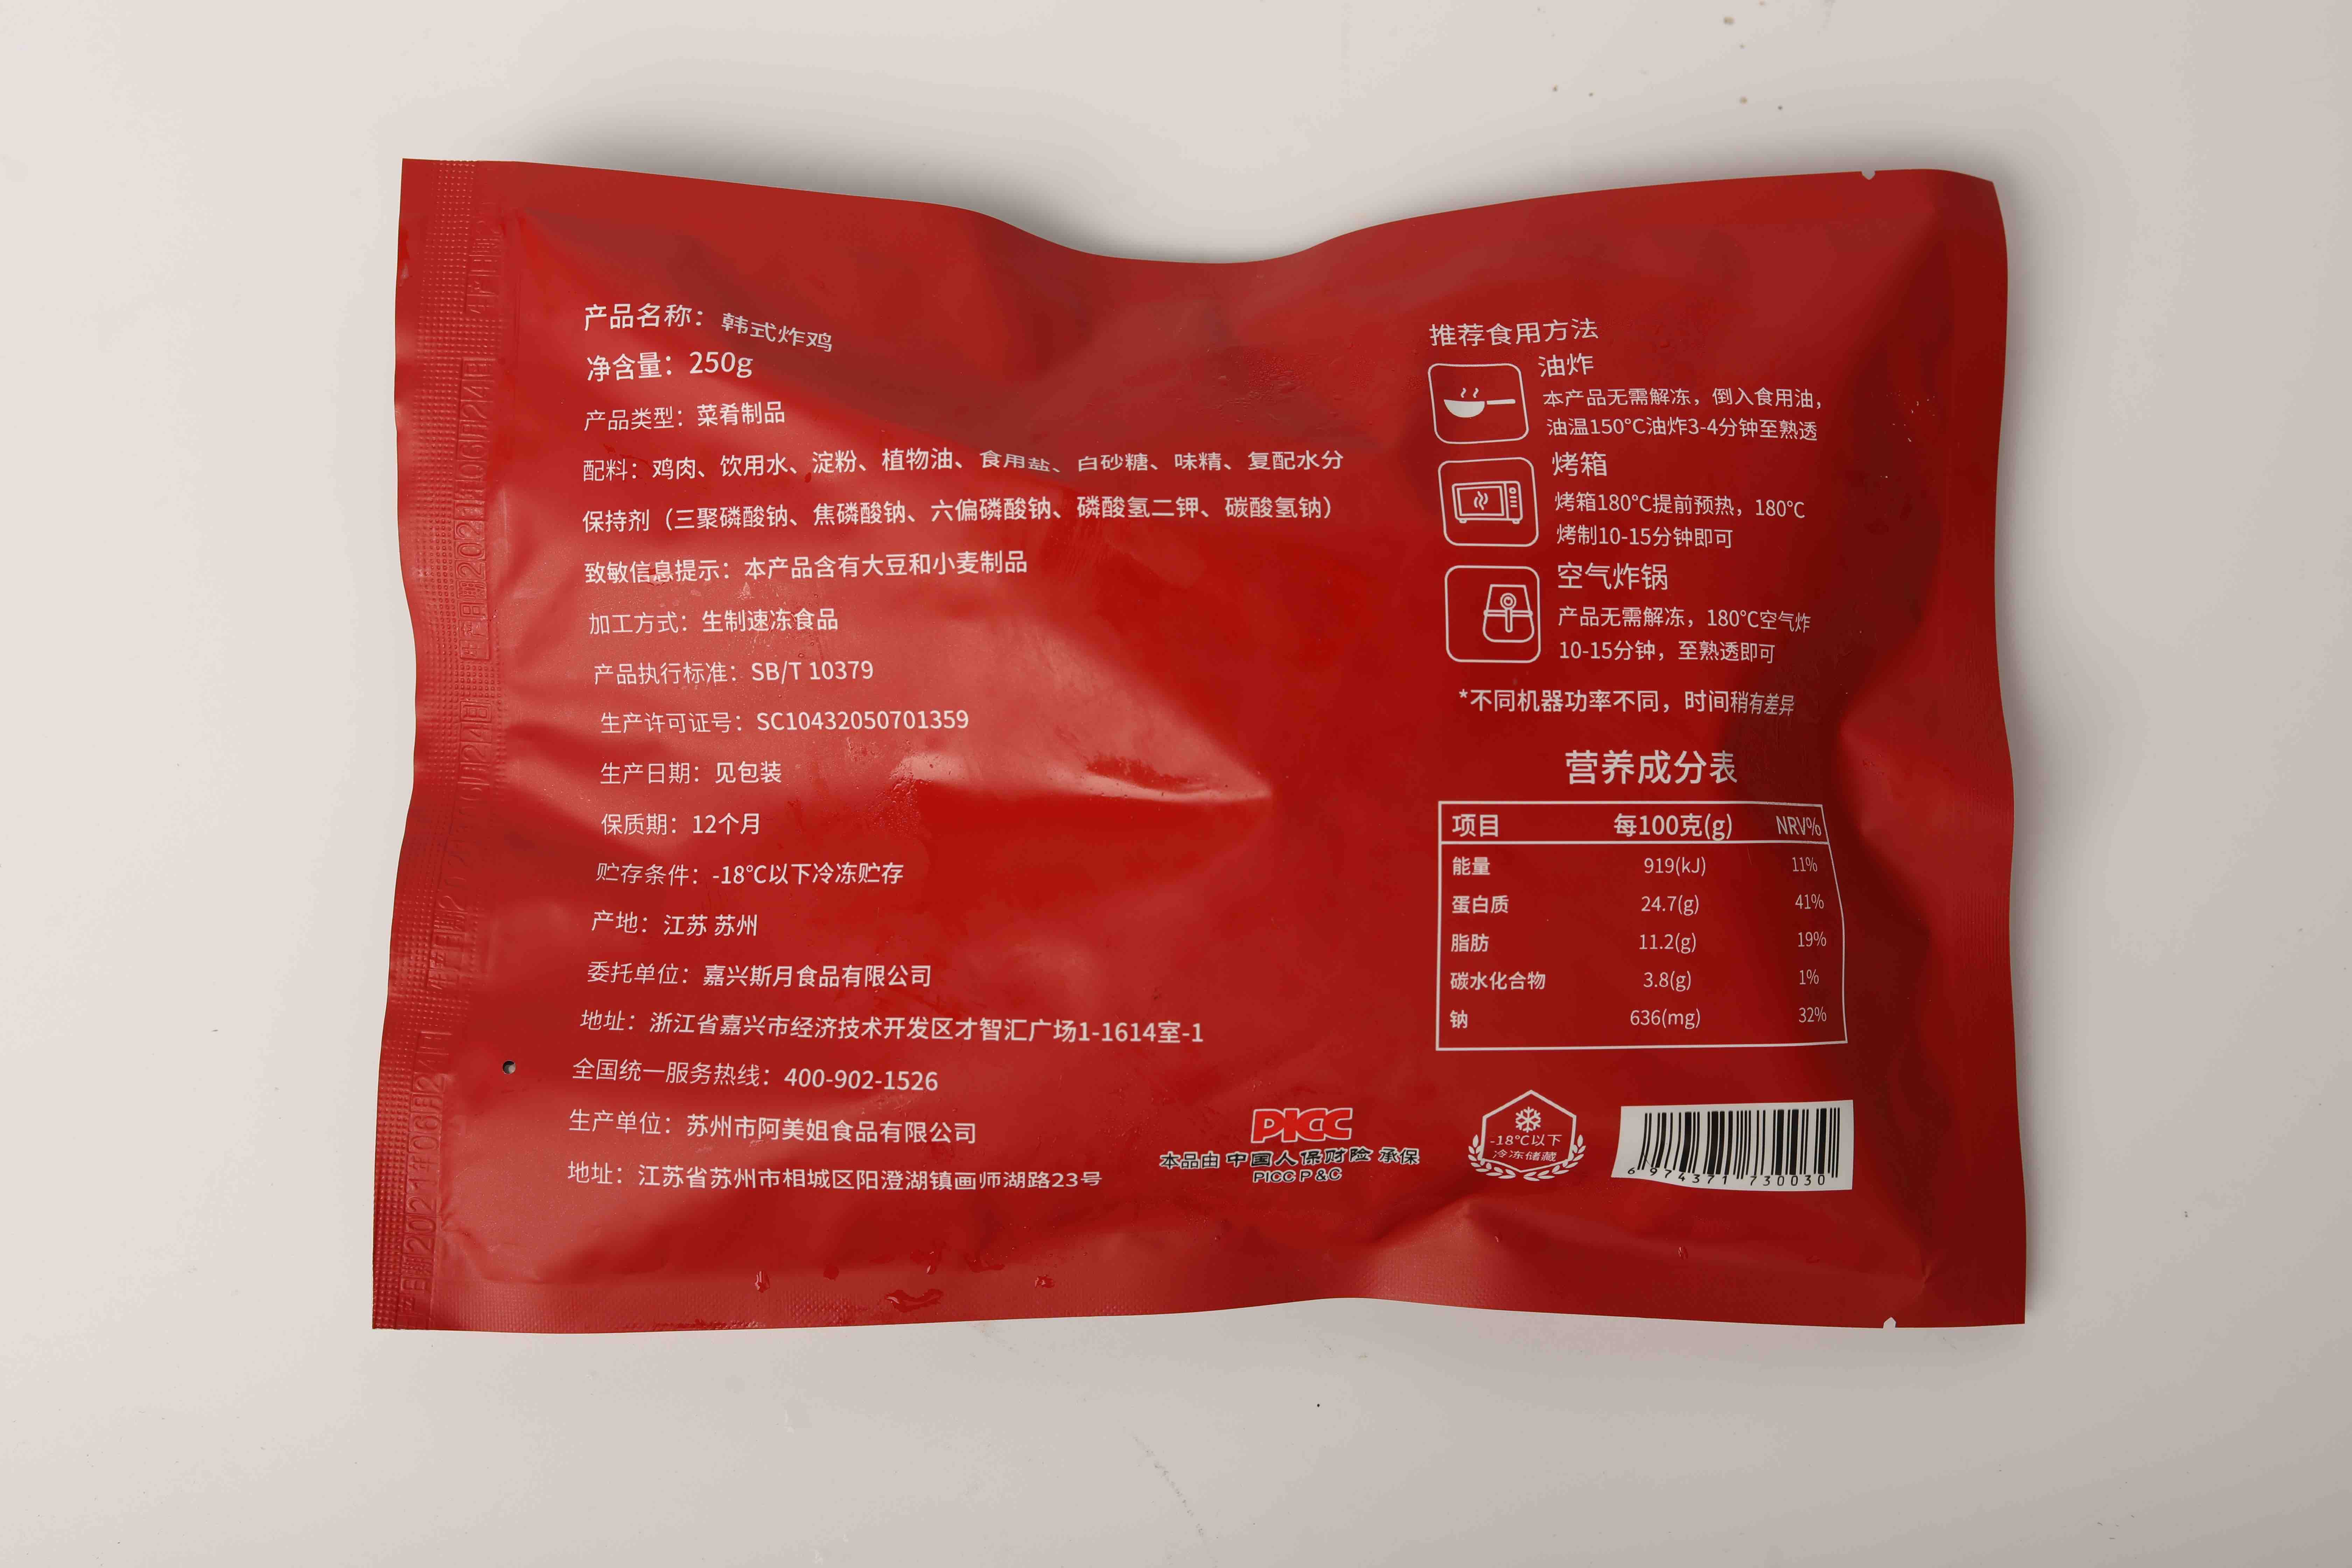 产品名称：韩式炸鸡
净含量：250g
产品类型：菜肴制品
配料：鸡肉、饮用水、淀粉、植物油、食用盐、白砂糖、味精、复配水分
保持剂（三聚磷酸钠、焦磷酸钠、六偏磷酸钠、磷酸氢二钾、碳酸氢钠）
致敏信息提示：本产品含有大豆和小麦制品
加工方式：生制速冻食品
产品执行标准：SB/T 10379
生产许可证号：SC10432050701359
生产日期：见包装
保质期：12个月
贮存条件：-18℃以下冷冻贮存
产地：江苏 苏州
委托单位：嘉兴斯月食品有限公司
地址：浙江省嘉兴市经济技术开发区才智汇广场1-1614室-1
全国统一服务热线：400-902-1526
生产单位：苏州市阿美姐食品有限公司
地址：江苏省苏州市相城区阳澄湖镇画师湖路23号
推荐食用方法
油炸
本产品无需解冻，倒入食用油，
油温150℃油炸3-4分钟至熟透
烤箱
烤箱180℃提前预热，180℃
烤制10-15分钟即可
空气炸锅
产品无需解冻，180℃空气炸
10-15分钟，至熟透即可
*不同机器功率不同，时间稍有差异
营养成分表
项目 每100克(g) NRV%
能量 919(kJ) 11%
蛋白质 24.7(g) 41%
脂肪 11.2(g) 19%
碳水化合物 3.8(g) 1%
钠 636(mg) 32%
PICC
本品由 中国人保财险 承保
PICC P&C
-18℃以下
冷冻储藏
6 974371 730030